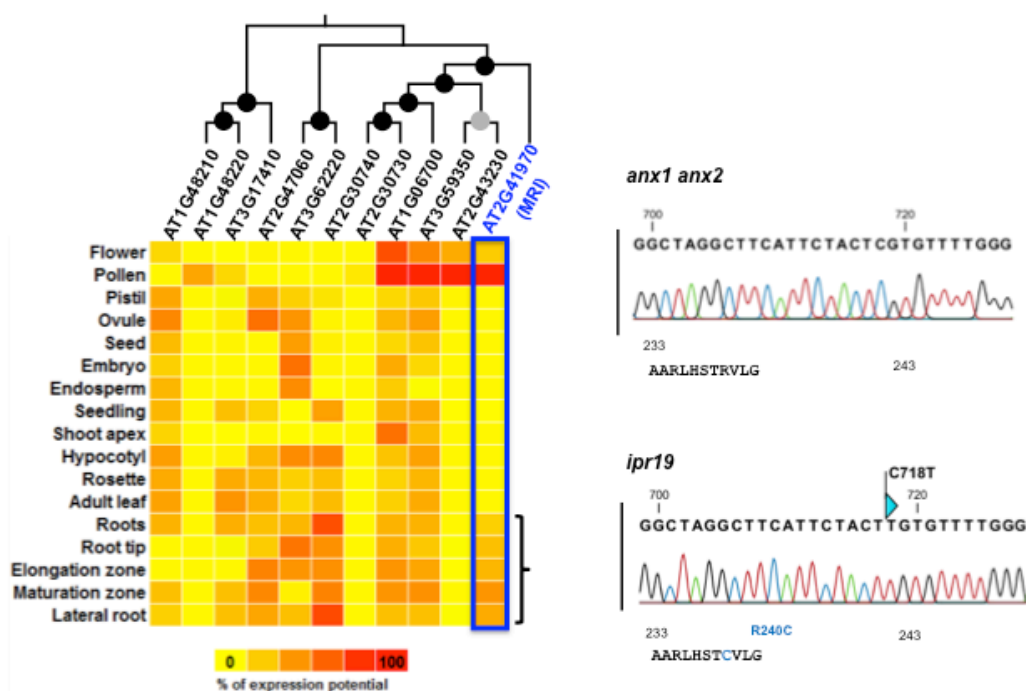 AT1G48210
AT1G48220
AT3G17410
AT2G47060
AT3G62220
AT2G30740
AT2G30730
AT1G06700
AT3G59350
AT2G43230
AT2G41970
(MRI)
Flower
Pollen
Pistil
Ovule
Seed
Embryo
Endosperm
Seedling
Shoot apex
Hypocotyl
Rosette
Adult leaf
Roots
Root tip
Elongation zone
Maturation zone
Lateral root
0 100
% of expression potential
anx1 anx2
700 720
GGCTAGGCTTCATTCTACTCGTGTTTTGGG
233 243
AARLHSTRVLG
ipr19
C718T
700 720
GGCTAGGCTTCATTCTACTTGTGTTTTGGG
233 R240C 243
AARLHSTCVLG